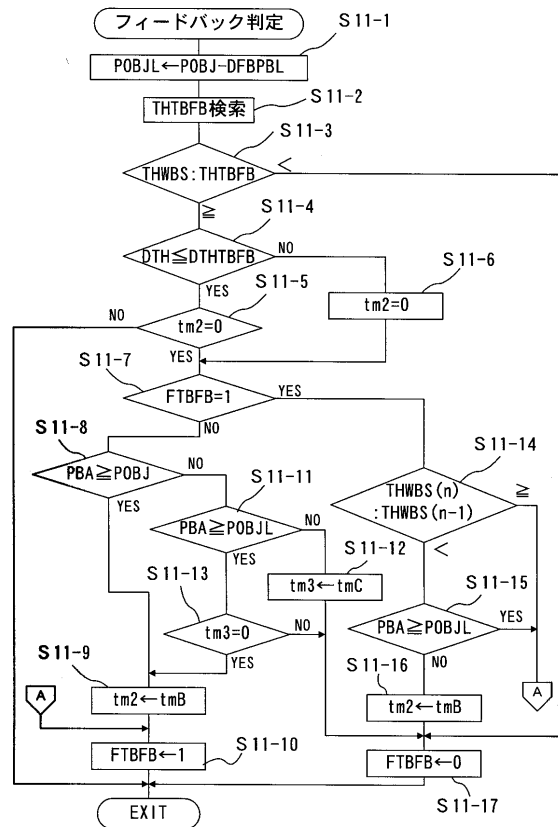 フィードバック判定
S11-1
POBJL←POBJ-DFBPBL
S11-2
THTBFB検索
S11-3
THWBS:THTBFB
<
≧
S11-4
DTH≦DTHTBFB
NO
YES
S11-6
tm2=0
S11-5
NO
tm2=0
YES
S11-7
FTBFB=1
YES
NO
S11-8
PBA≧POBJ
NO
YES
S11-11
PBA≧POBJL
NO
YES
S11-14
THWBS(n)
:THWBS(n-1)
≧
<
S11-12
tm3←tmC
S11-13
tm3=0
NO
YES
S11-15
PBA≧POBJL
YES
NO
S11-9
tm2←tmB
A
S11-16
tm2←tmB
A
FTBFB←1
S11-10
FTBFB←0
S11-17
EXIT